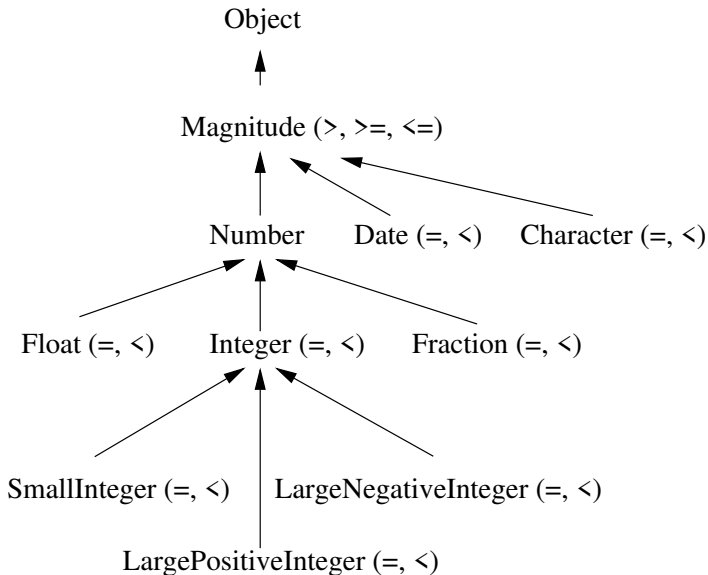 Object
Magnitude (>, >=, <=)
Number Date (=, <) Character (=, <)
Float (=, <) Integer (=, <) Fraction (=, <)
SmallInteger (=, <) LargeNegativeInteger (=, <)
LargePositiveInteger (=, <)